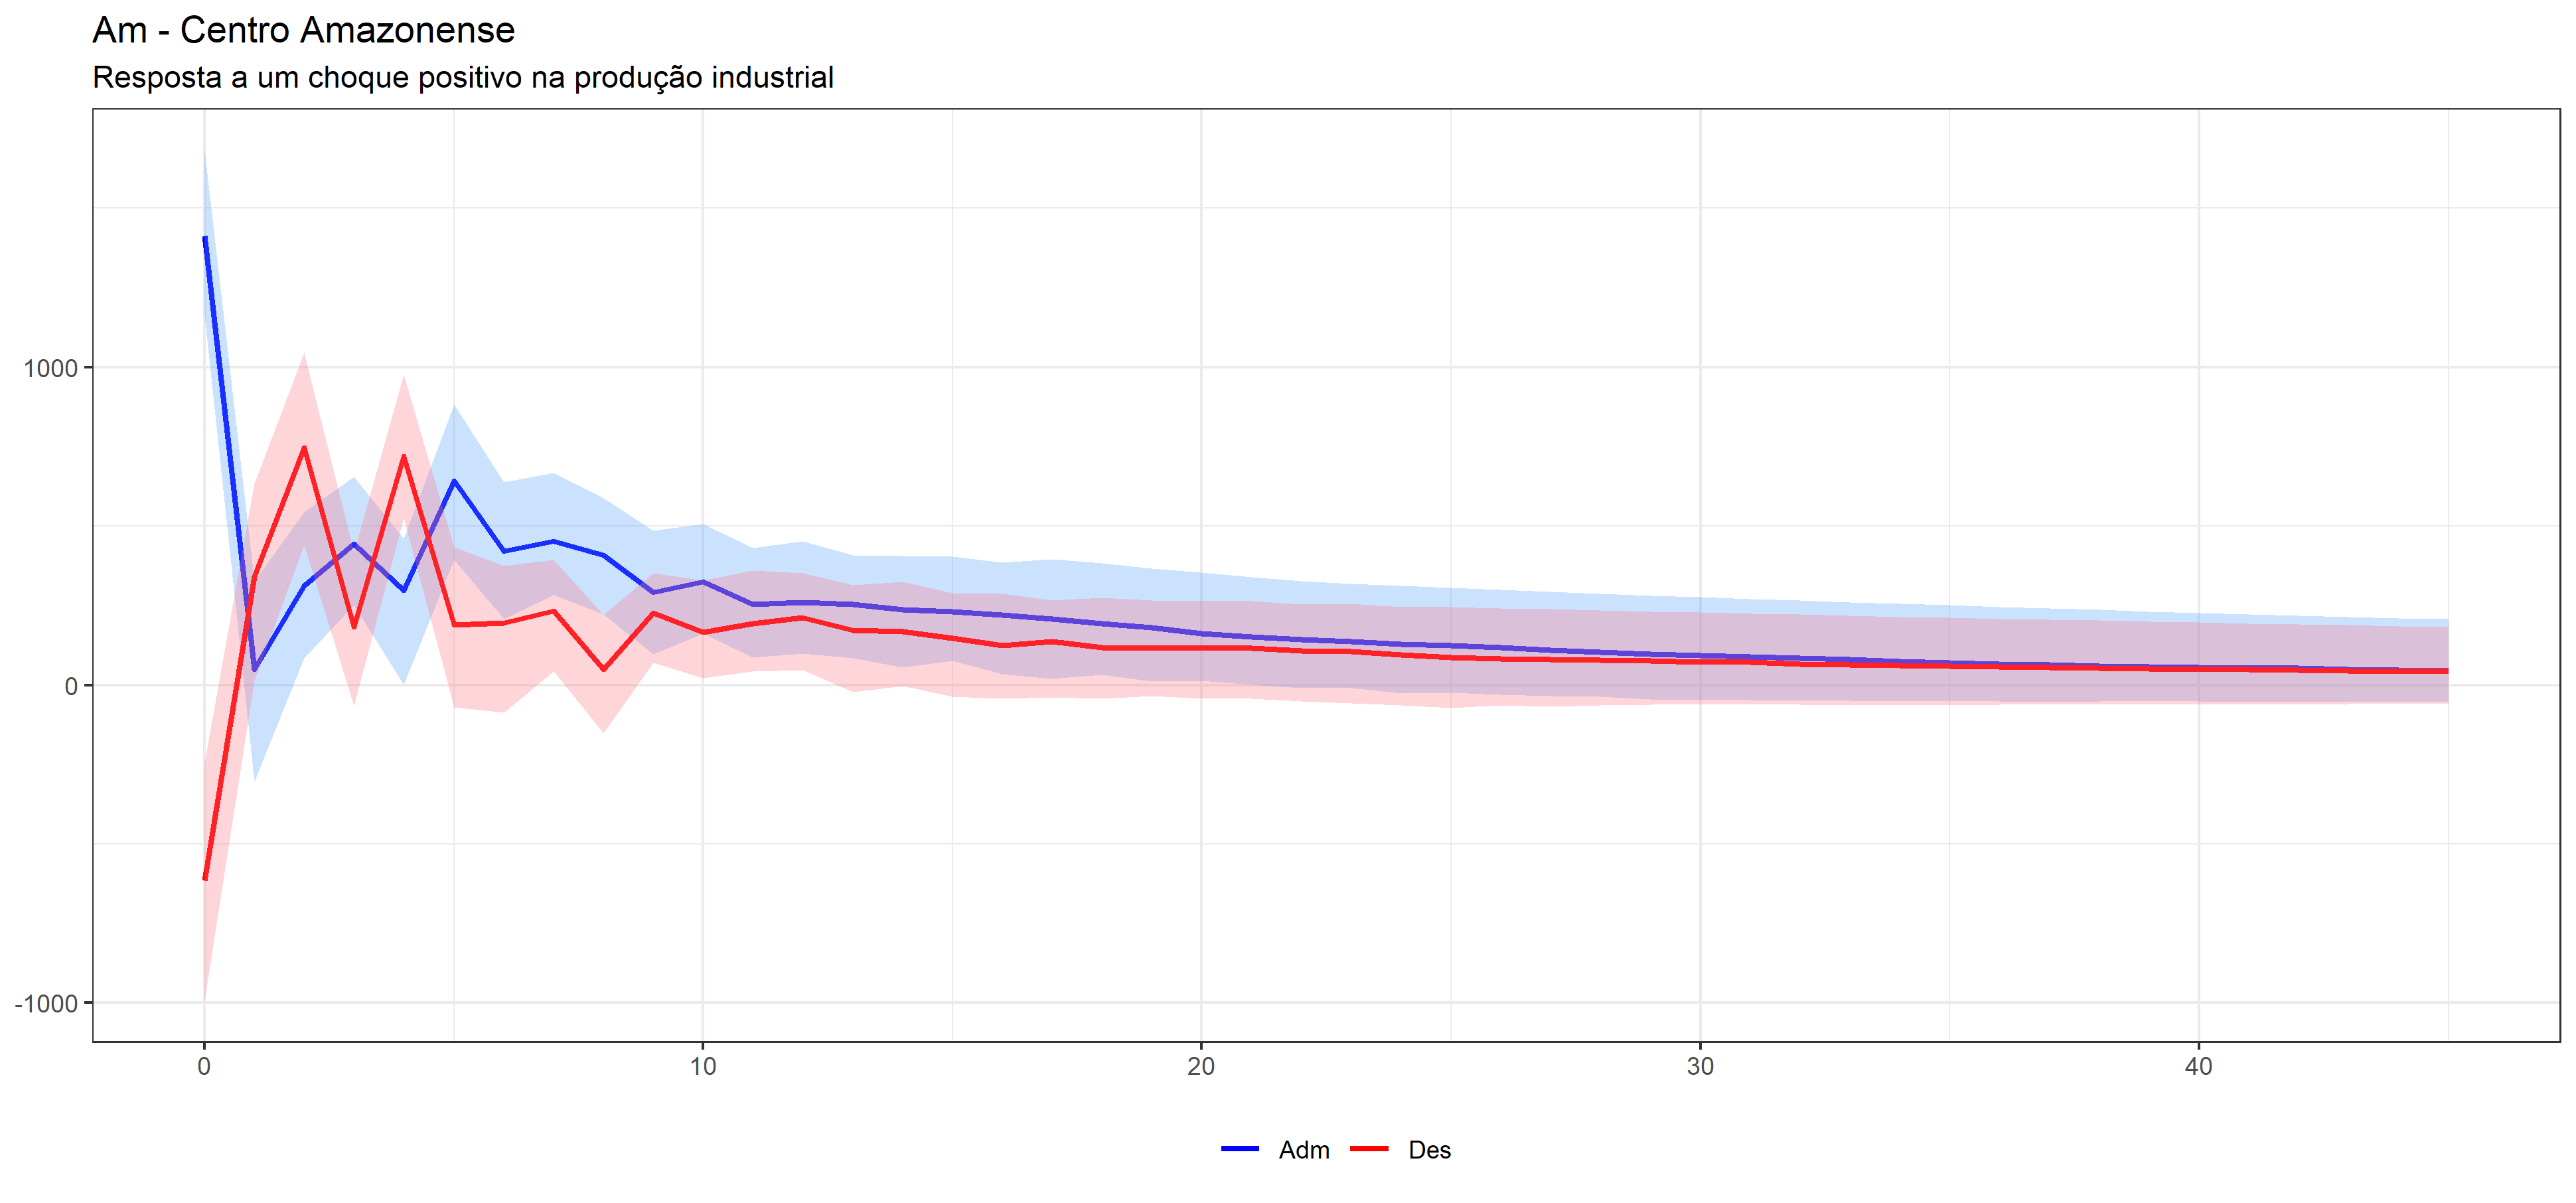 Am - Centro Amazonense
Resposta a um choque positivo na produção industrial
1000
0
-1000
0 10 20 30 40
Adm Des